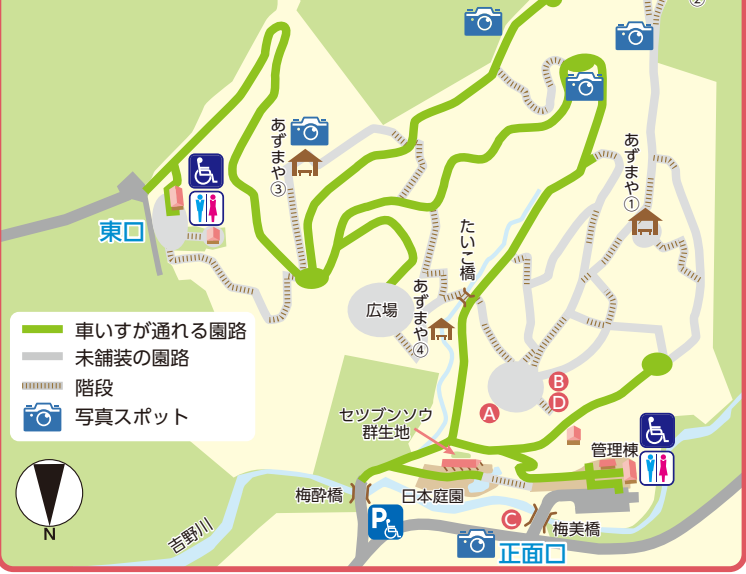 ②
あずまや③
あずまや①
東口
たいこ橋
広場
あずまや④
車いすが通れる園路
未舗装の園路
階段
写真スポット
A
B
D
セツブンソウ
群生地
管理棟
梅酔橋
日本庭園
P
C
梅美橋
吉野川
正面口
N